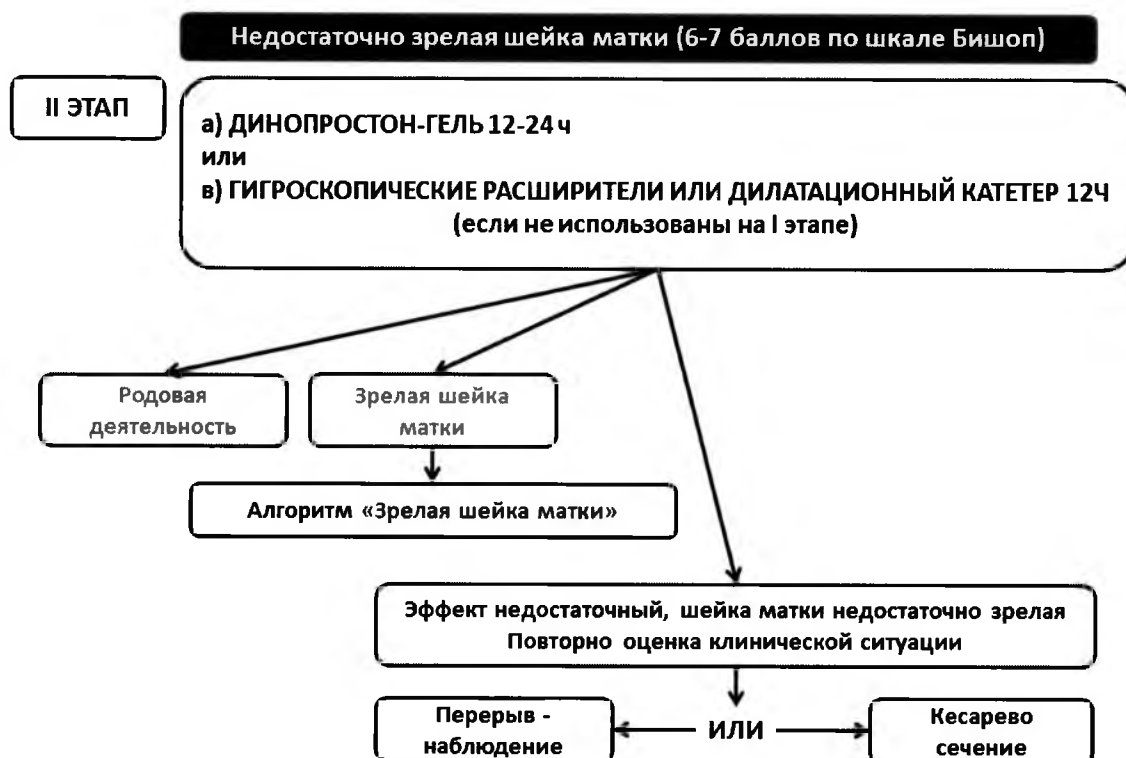 Недостаточно зрелая шейка матки (6-7 баллов по шкале Бишоп)
II ЭТАП
а) ДИНОПРОСТОН-ГЕЛЬ 12-24 ч
или
в) ГИГРОСКОПИЧЕСКИЕ РАСШИРИТЕЛИ ИЛИ ДИЛАТАЦИОННЫЙ КАТЕТЕР 12Ч
(если не использованы на I этапе)
Родовая
деятельность
Зрелая шейка
матки
Алгоритм «Зрелая шейка матки»
Эффект недостаточный, шейка матки недостаточно зрелая
Повторно оценка клинической ситуации
Перерыв -
наблюдение
ИЛИ
Кесарево
сечение